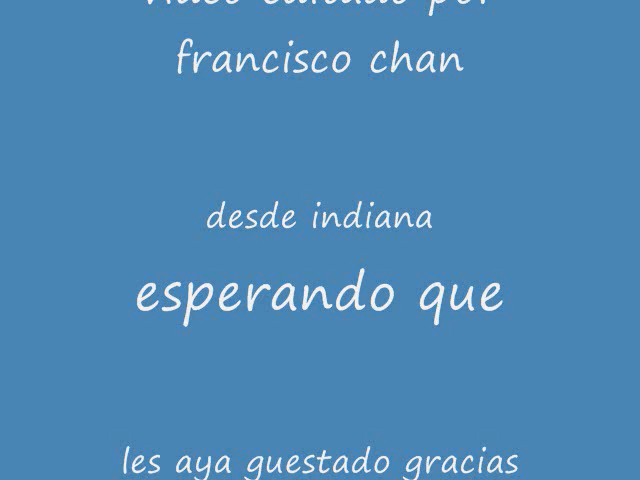 francisco chan
desde indiana
esperando que
les aya guestado gracias